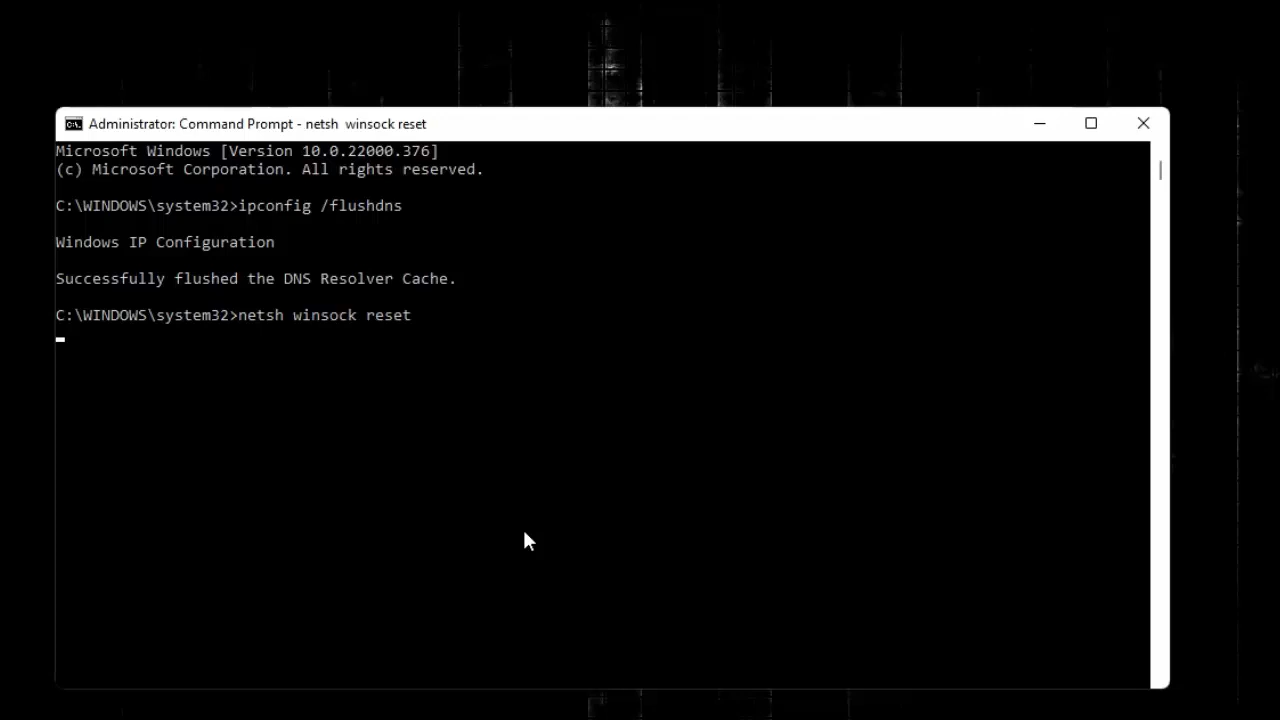 Administrator: Command Prompt - netsh  winsock reset
Microsoft Windows [Version 10.0.22000.376]
(c) Microsoft Corporation. All rights reserved.
C:\WINDOWS\system32>ipconfig /flushdns
Windows IP Configuration
Successfully flushed the DNS Resolver Cache.
C:\WINDOWS\system32>netsh winsock reset